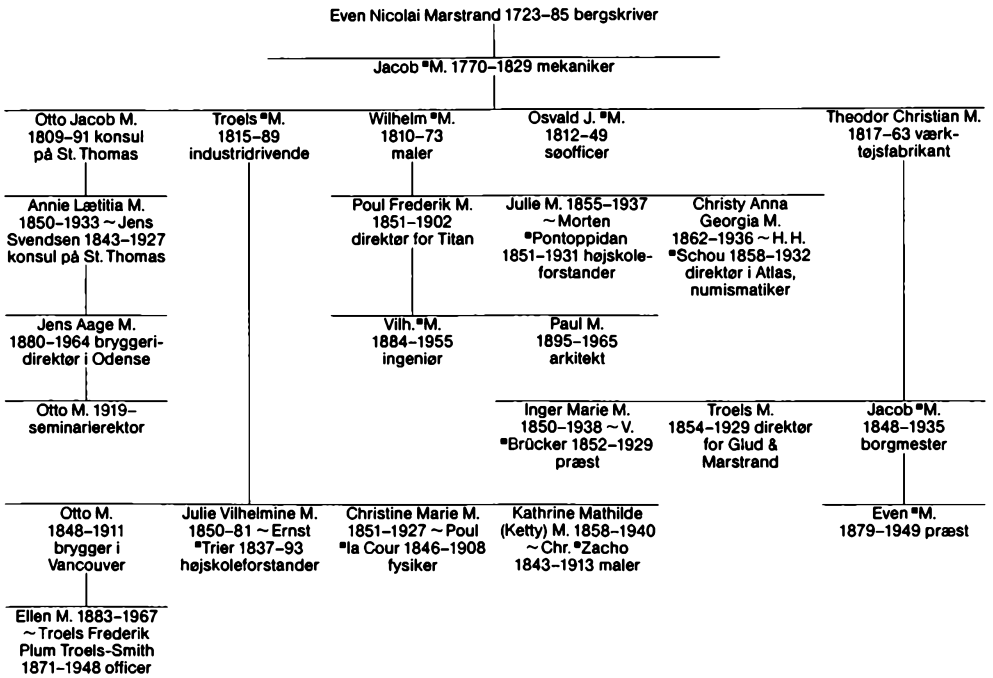 Even Nicolai Marstrand 1723–85 bergskriver
Jacob *M. 1770–1829 mekaniker
Otto Jacob M.
1809–91 konsul
på St. Thomas
Troels *M.
1815–89
industridrivende
Wilhelm *M.
1810–73
maler
Osvald J. *M.
1812–49
søofficer
Theodor Christian M.
1817–63 værk-
tøjsfabrikant
Annie Lætitia M.
1850–1933 ~ Jens
Svendsen 1843–1927
konsul på St. Thomas
Poul Frederik M.
1851–1902
direktør for Titan
Julie M. 1855–1937
~ Morten
*Pontoppidan
1851–1931 højskole-
forstander
Christy Anna
Georgia M.
1862–1936 ~ H. H.
*Schou 1858–1932
direktør i Atlas,
numismatiker
Jens Aage M.
1880–1964 bryggeri-
direktør i Odense
Vilh. *M.
1884–1955
ingeniør
Paul M.
1895–1965
arkitekt
Otto M. 1919–
seminarierektor
Inger Marie M.
1850–1938 ~ V.
*Brücker 1852–1929
præst
Troels M.
1854–1929 direktør
for Glud &
Marstrand
Jacob *M.
1848–1935
borgmester
Otto M.
1848–1911
brygger i
Vancouver
Julie Vilhelmine M.
1850–81 ~ Ernst
*Trier 1837–93
højskoleforstander
Christine Marie M.
1851–1927 ~ Poul
*la Cour 1846–1908
fysiker
Kathrine Mathilde
(Ketty) M. 1858–1940
~ Chr. *Zacho
1843–1913 maler
Even *M.
1879–1949 præst
Ellen M. 1883–1967
~ Troels Frederik
Plum Troels-Smith
1871–1948 officer